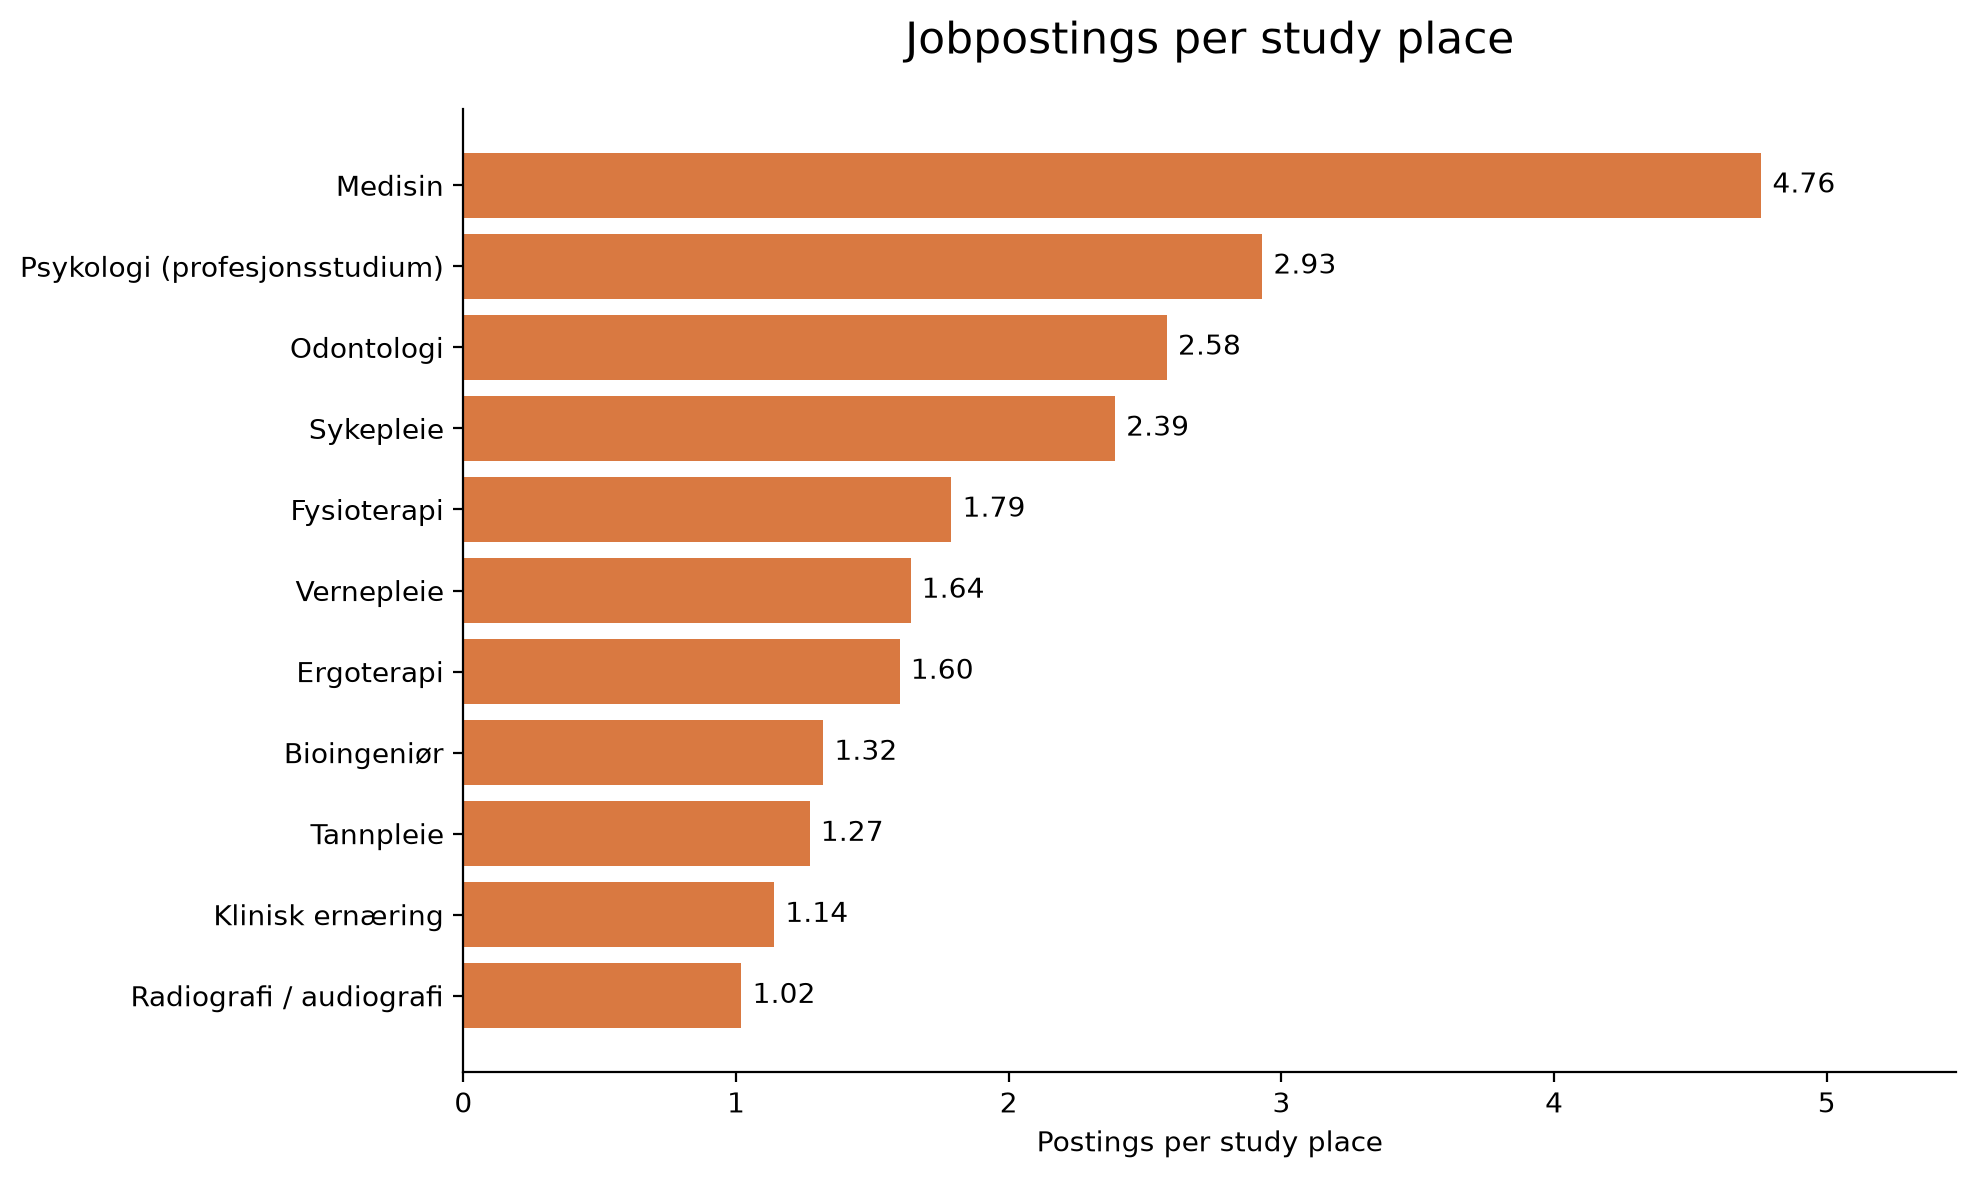 Jobpostings per study place
Medisin 4.76
Psykologi (profesjonsstudium) 2.93
Odontologi 2.58
Sykepleie 2.39
Fysioterapi 1.79
Vernepleie 1.64
Ergoterapi 1.60
Bioingeniør 1.32
Tannpleie 1.27
Klinisk ernæring 1.14
Radiografi / audiografi 1.02
0 1 2 3 4 5
Postings per study place